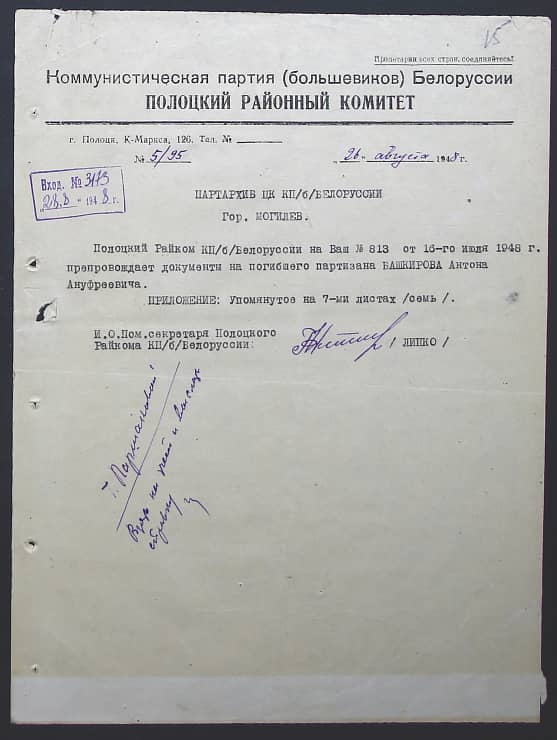 15
Пролетарии всех стран, соединяйтесь!
Коммунистическая партия (большевиков) Белоруссии
ПОЛОЦКИЙ РАЙОННЫЙ КОМИТЕТ
г. Полоцк, К-Маркса, 126. Тел. №
№ 5/95 „26" августа 1948 г.
Вход. № 3113
„28.8" 1948 г.
ПАРТАРХИВ ЦК КП/б/БЕЛОРУССИИ
Гор. МОГИЛЕВ.
Полоцкий Райком КП/б/Белоруссии на Ваш № 813 от 16-го июля 1948 г.
препровождает документы на погибшего партизана БАШКИРОВА Антона
Ануфреевича.
ПРИЛОЖЕНИЕ: Упомянутое на 7-ми листах /семь/.
И.О.Пом.секретаря Полоцкого
Райкома КП/б/Белоруссии: /ЛИПКО/
т.
на учет и
справку